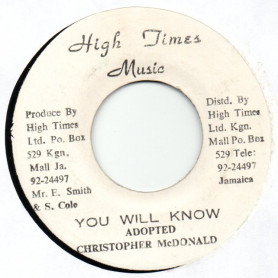 High Times
Music
Produce By
High Times
Ltd. Po. Box
529 Kgn,
Mall Ja.
92-24497
Mr. E. Smith
& S. Cole
Distd. By
High Times
Ltd. Kgn.
Mall Po. Box
529 Tele:
92-24497
Jamaica
YOU WILL KNOW
ADOPTED
CHRISTOPHER McDONALD